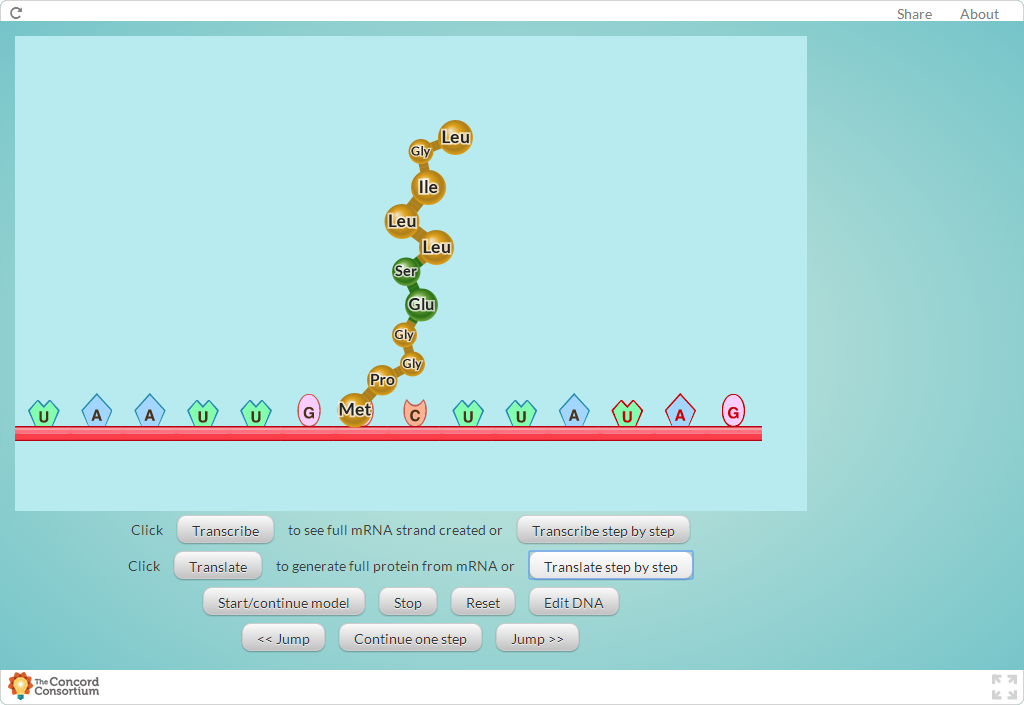 Share About
Leu
Gly
Ile
Leu
Leu
Ser
Glu
Gly
Gly
Pro
U A A U U G Met C U U A U A G
Click Transcribe to see full mRNA strand created or Transcribe step by step
Click Translate to generate full protein from mRNA or Translate step by step
Start/continue model Stop Reset Edit DNA
<< Jump Continue one step Jump >>
The Concord
Consortium